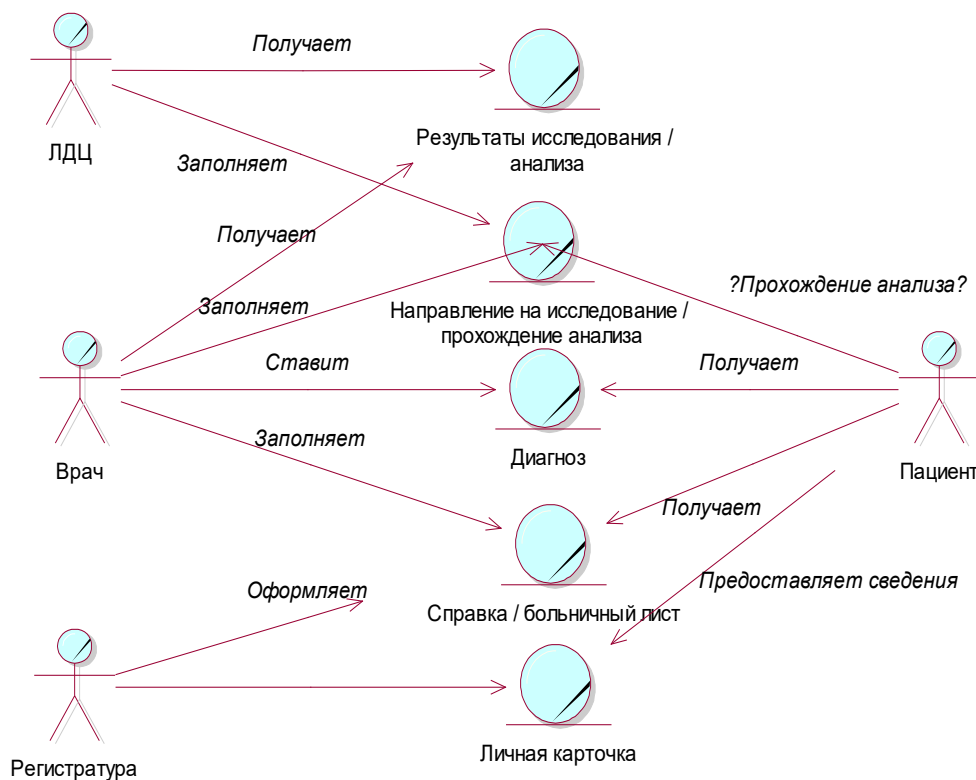 Получает
ЛДЦ
Результаты исследования /
анализа
Заполняет
Получает
?Прохождение анализа?
Заполняет
Направление на исследование /
прохождение анализа
Ставит
Получает
Заполняет
Врач
Диагноз
Пациент
Получает
Предоставляет сведения
Оформляет
Справка / больничный лист
Личная карточка
Регистратура